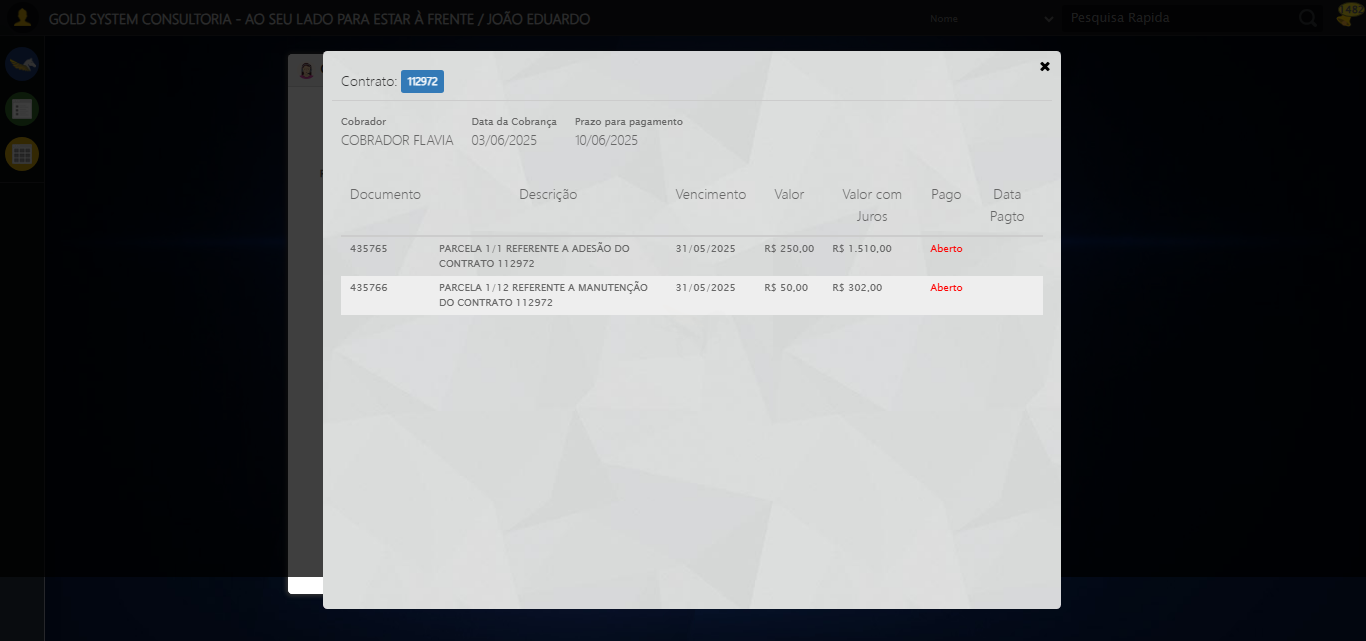 GOLD SYSTEM CONSULTORIA - AO SEU LADO PARA ESTAR À FRENTE / JOÃO EDUARDO
Nome
Pesquisa Rapida
1482
Contrato: 112972
Cobrador Data da Cobrança Prazo para pagamento
COBRADOR FLAVIA 03/06/2025 10/06/2025
Documento Descrição Vencimento Valor Valor com Juros Pago Data Pagto
435765 PARCELA 1/1 REFERENTE A ADESÃO DO 31/05/2025 R$ 250,00 R$ 1.510,00 Aberto
CONTRATO 112972
435766 PARCELA 1/12 REFERENTE A MANUTENÇÃO 31/05/2025 R$ 50,00 R$ 302,00 Aberto
DO CONTRATO 112972